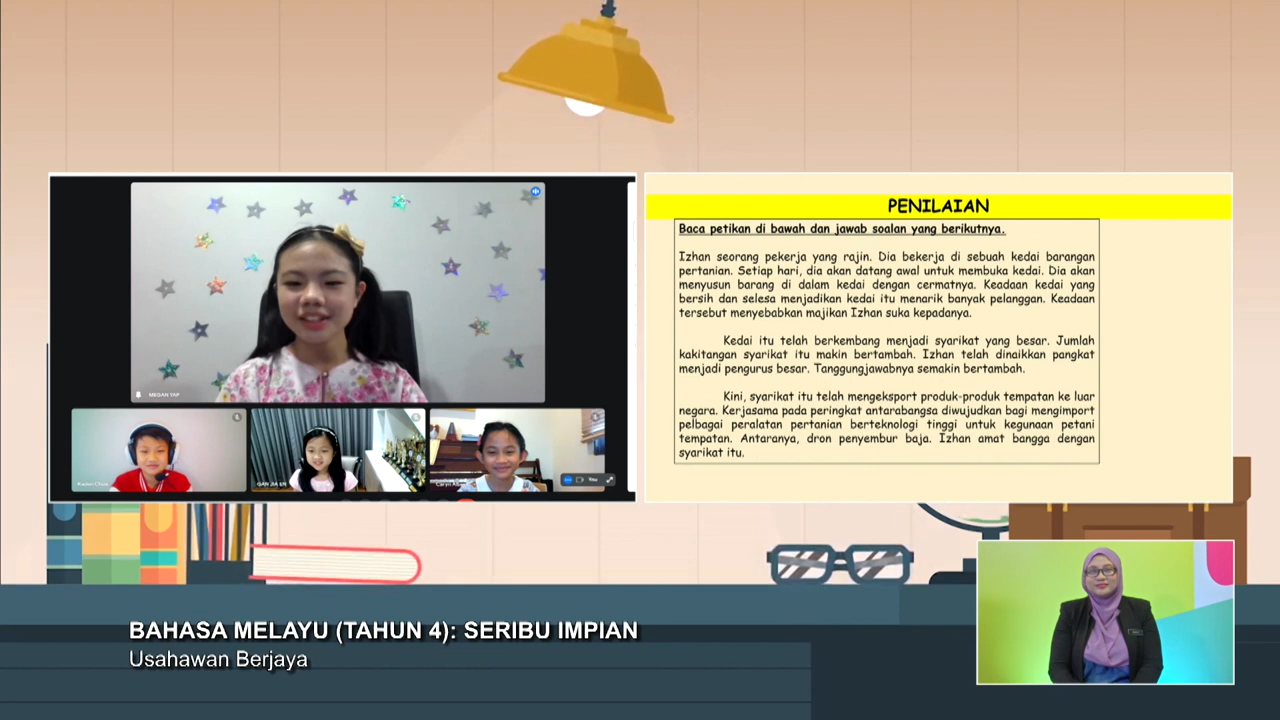 MEGAN YAP
GAN JIA EN
You
PENILAIAN
Baca petikan di bawah dan jawab soalan yang berikutnya.
Izhan seorang pekerja yang rajin. Dia bekerja di sebuah kedai barangan
pertanian. Setiap hari, dia akan datang awal untuk membuka kedai. Dia akan
menyusun barang di dalam kedai dengan cermatnya. Keadaan kedai yang
bersih dan selesa menjadikan kedai itu menarik banyak pelanggan. Keadaan
tersebut menyebabkan majikan Izhan suka kepadanya.
Kedai itu telah berkembang menjadi syarikat yang besar. Jumlah
kakitangan syarikat itu makin bertambah. Izhan telah dinaikkan pangkat
menjadi pengurus besar. Tanggungjawabnya semakin bertambah.
Kini, syarikat itu telah mengeksport produk-produk tempatan ke luar
negara. Kerjasama pada peringkat antarabangsa diwujudkan bagi mengimport
pelbagai peralatan pertanian berteknologi tinggi untuk kegunaan petani
tempatan. Antaranya, dron penyembur baja. Izhan amat bangga dengan
syarikat itu.
BAHASA MELAYU (TAHUN 4): SERIBU IMPIAN
Usahawan Berjaya